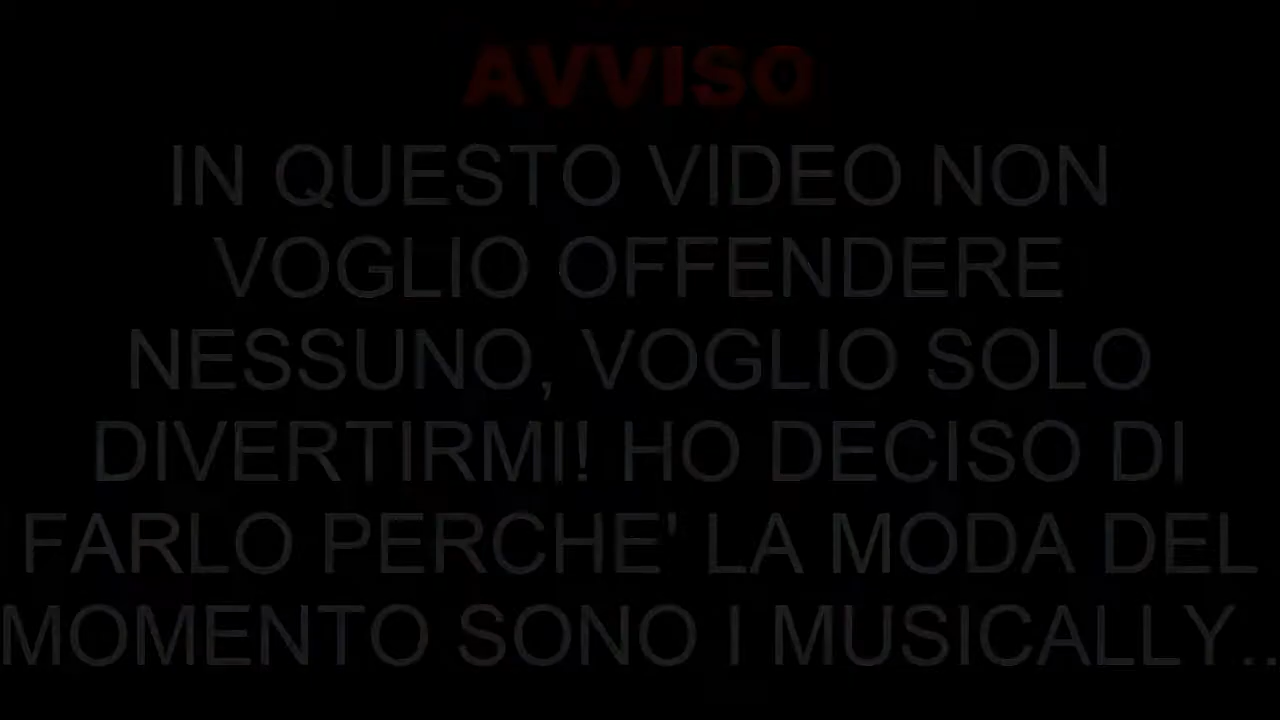 AVVISO
IN QUESTO VIDEO NON
VOGLIO OFFENDERE
NESSUNO, VOGLIO SOLO
DIVERTIRMI! HO DECISO DI
FARLO PERCHE' LA MODA DEL
MOMENTO SONO I MUSICALLY..